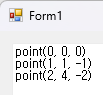 Form1
point(0, 0, 0)
point(1, 1, -1)
point(2, 4, -2)